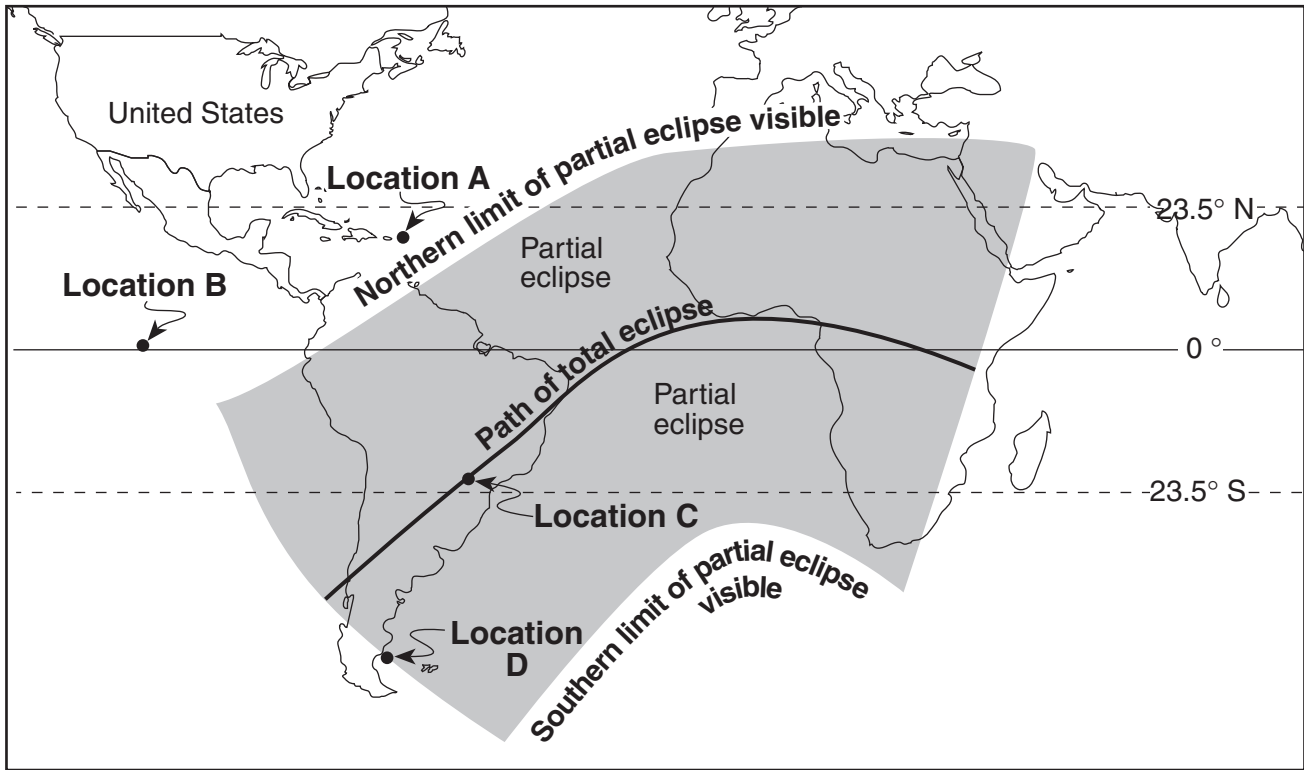 United States
Northern limit of partial eclipse visible
Location A
23.5° N
Partial
eclipse
Location B
Path of total eclipse
0 °
Partial
eclipse
23.5° S
Location C
Southern limit of partial eclipse
visible
Location
D